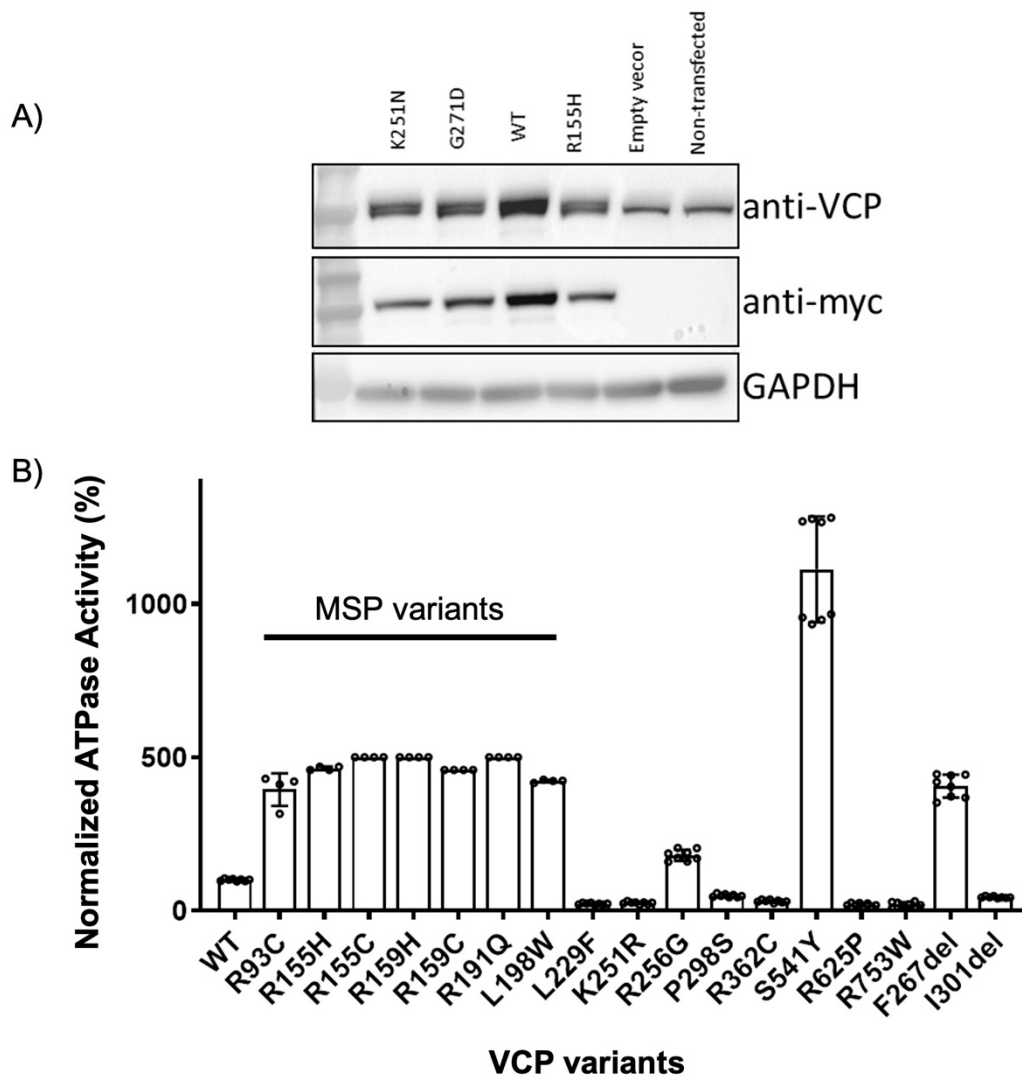 A)
K251N
G271D
WT
R155H
Empty vecor
Non-transfected
anti-VCP
anti-myc
GAPDH
B)
Normalized ATPase Activity (%)
1000
500
0
MSP variants
WT
R93C
R155H
R155C
R159H
R159C
R191Q
L198W
L229F
K251R
R256G
P298S
R362C
S541Y
R625P
R753W
F267del
I301del
VCP variants